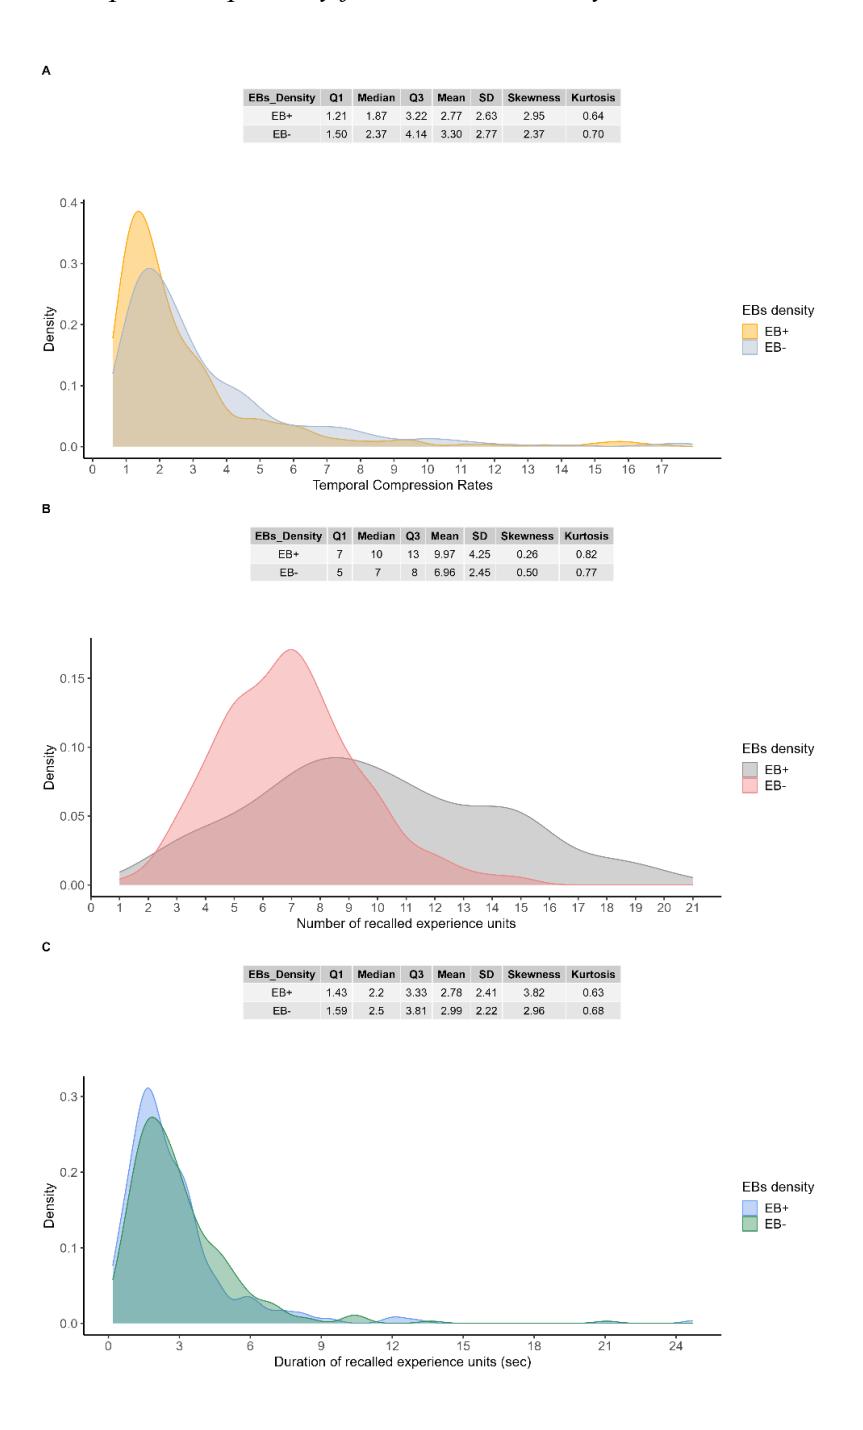 A
EBs_Density Q1 Median Q3 Mean SD Skewness Kurtosis
EB+ 1.21 1.87 3.22 2.77 2.63 2.95 0.64
EB- 1.50 2.37 4.14 3.30 2.77 2.37 0.70
0.4
0.3
0.2
0.1
0.0
Density
0 1 2 3 4 5 6 7 8 9 10 11 12 13 14 15 16 17
Temporal Compression Rates
EBs density
EB+
EB-
B
EBs_Density Q1 Median Q3 Mean SD Skewness Kurtosis
EB+ 7 10 13 9.97 4.25 0.26 0.82
EB- 5 7 8 6.96 2.45 0.50 0.77
0.15
0.10
0.05
0.00
Density
0 1 2 3 4 5 6 7 8 9 10 11 12 13 14 15 16 17 18 19 20 21
Number of recalled experience units
EBs density
EB+
EB-
C
EBs_Density Q1 Median Q3 Mean SD Skewness Kurtosis
EB+ 1.43 2.2 3.33 2.78 2.41 3.82 0.63
EB- 1.59 2.5 3.81 2.99 2.22 2.96 0.68
0.3
0.2
0.1
0.0
Density
0 3 6 9 12 15 18 21 24
Duration of recalled experience units (sec)
EBs density
EB+
EB-